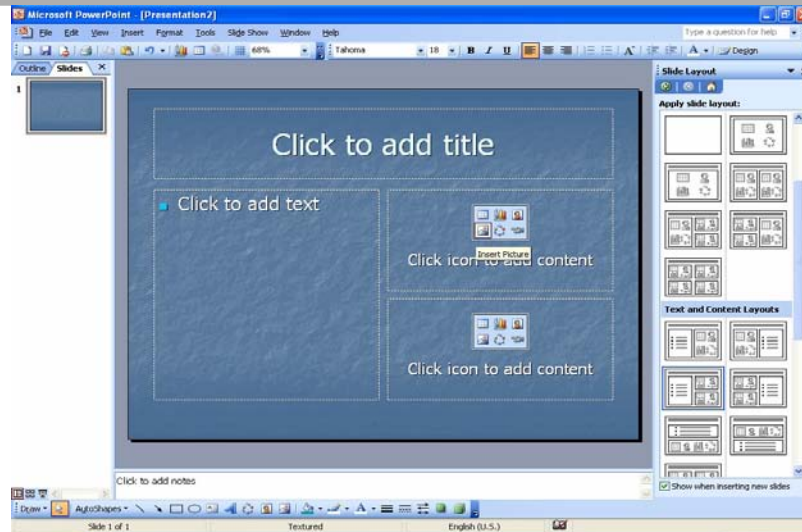 Microsoft PowerPoint - [Presentation2]
File Edit View Insert Format Tools Slide Show Window Help
Type a question for help
68%
Tahoma
18
B I U
Design
Outline Slides
1
Slide Layout
Apply slide layout:
Click to add title
Click to add text
Insert Picture
Click icon to add content
Click icon to add content
Text and Content Layouts
Show when inserting new slides
Click to add notes
Draw AutoShapes
Slide 1 of 1
Textured
English (U.S.)